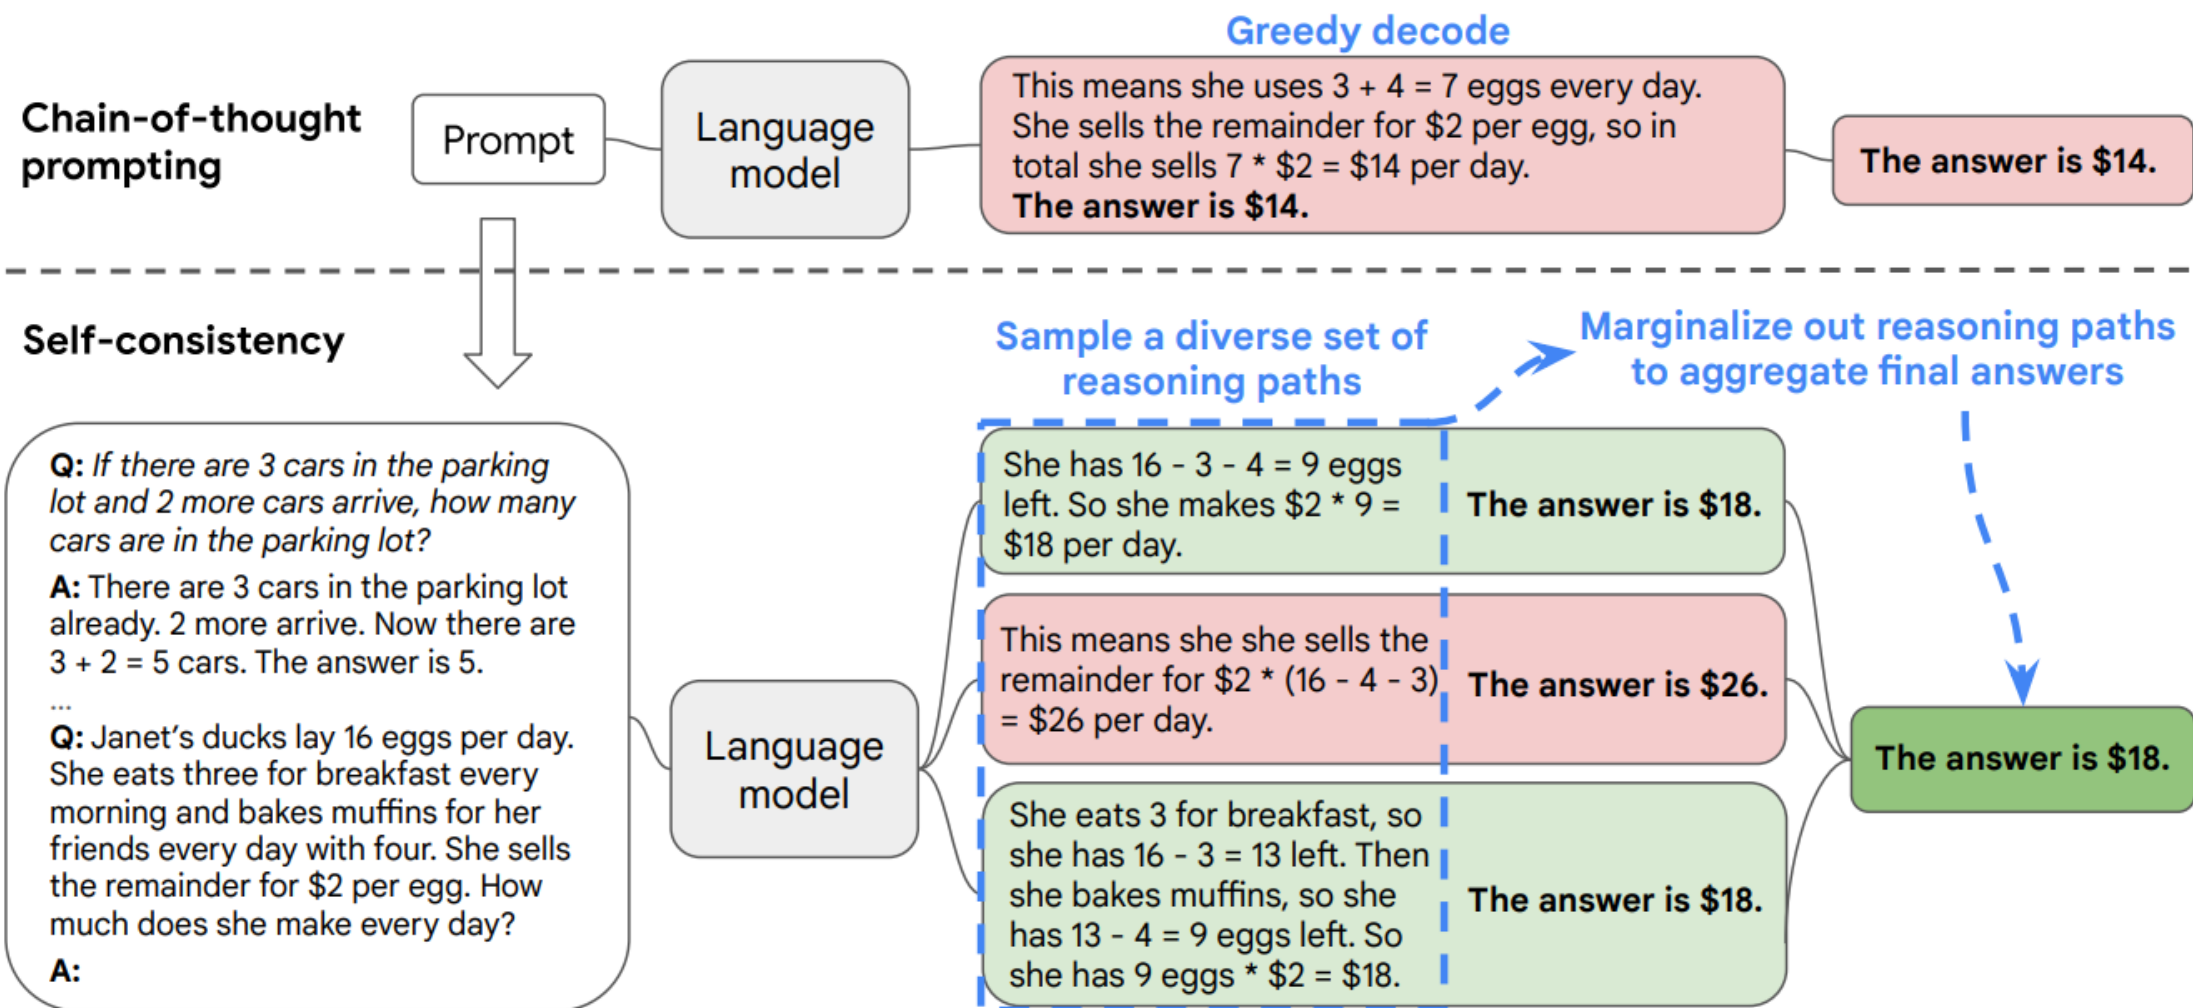 Greedy decode
Chain-of-thought
prompting
Prompt
Language
model
This means she uses 3 + 4 = 7 eggs every day.
She sells the remainder for $2 per egg, so in
total she sells 7 * $2 = $14 per day.
The answer is $14.
The answer is $14.
Self-consistency
Sample a diverse set of
reasoning paths
Marginalize out reasoning paths
to aggregate final answers
Q: If there are 3 cars in the parking
lot and 2 more cars arrive, how many
cars are in the parking lot?
A: There are 3 cars in the parking lot
already. 2 more arrive. Now there are
3 + 2 = 5 cars. The answer is 5.
...
Q: Janet’s ducks lay 16 eggs per day.
She eats three for breakfast every
morning and bakes muffins for her
friends every day with four. She sells
the remainder for $2 per egg. How
much does she make every day?
A:
Language
model
She has 16 - 3 - 4 = 9 eggs
left. So she makes $2 * 9 =
$18 per day.
The answer is $18.
This means she she sells the
remainder for $2 * (16 - 4 - 3)
= $26 per day.
The answer is $26.
She eats 3 for breakfast, so
she has 16 - 3 = 13 left. Then
she bakes muffins, so she
has 13 - 4 = 9 eggs left. So
she has 9 eggs * $2 = $18.
The answer is $18.
The answer is $18.